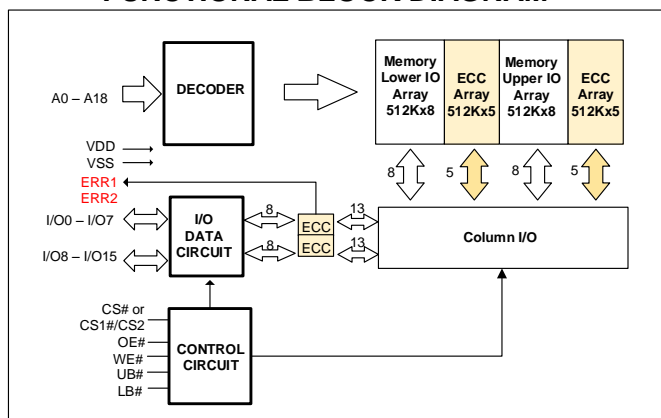 A0 – A18
DECODER
Memory
Lower IO
Array
512Kx8
ECC
Array
512Kx5
Memory
Upper IO
Array
512Kx8
ECC
Array
512Kx5
VDD
VSS
ERR1
ERR2
8
5
8
5
I/O0 – I/O7
I/O8 – I/O15
I/O
DATA
CIRCUIT
8
8
ECC
ECC
13
13
Column I/O
CS# or
CS1#/CS2
OE#
WE#
UB#
LB#
CONTROL
CIRCUIT